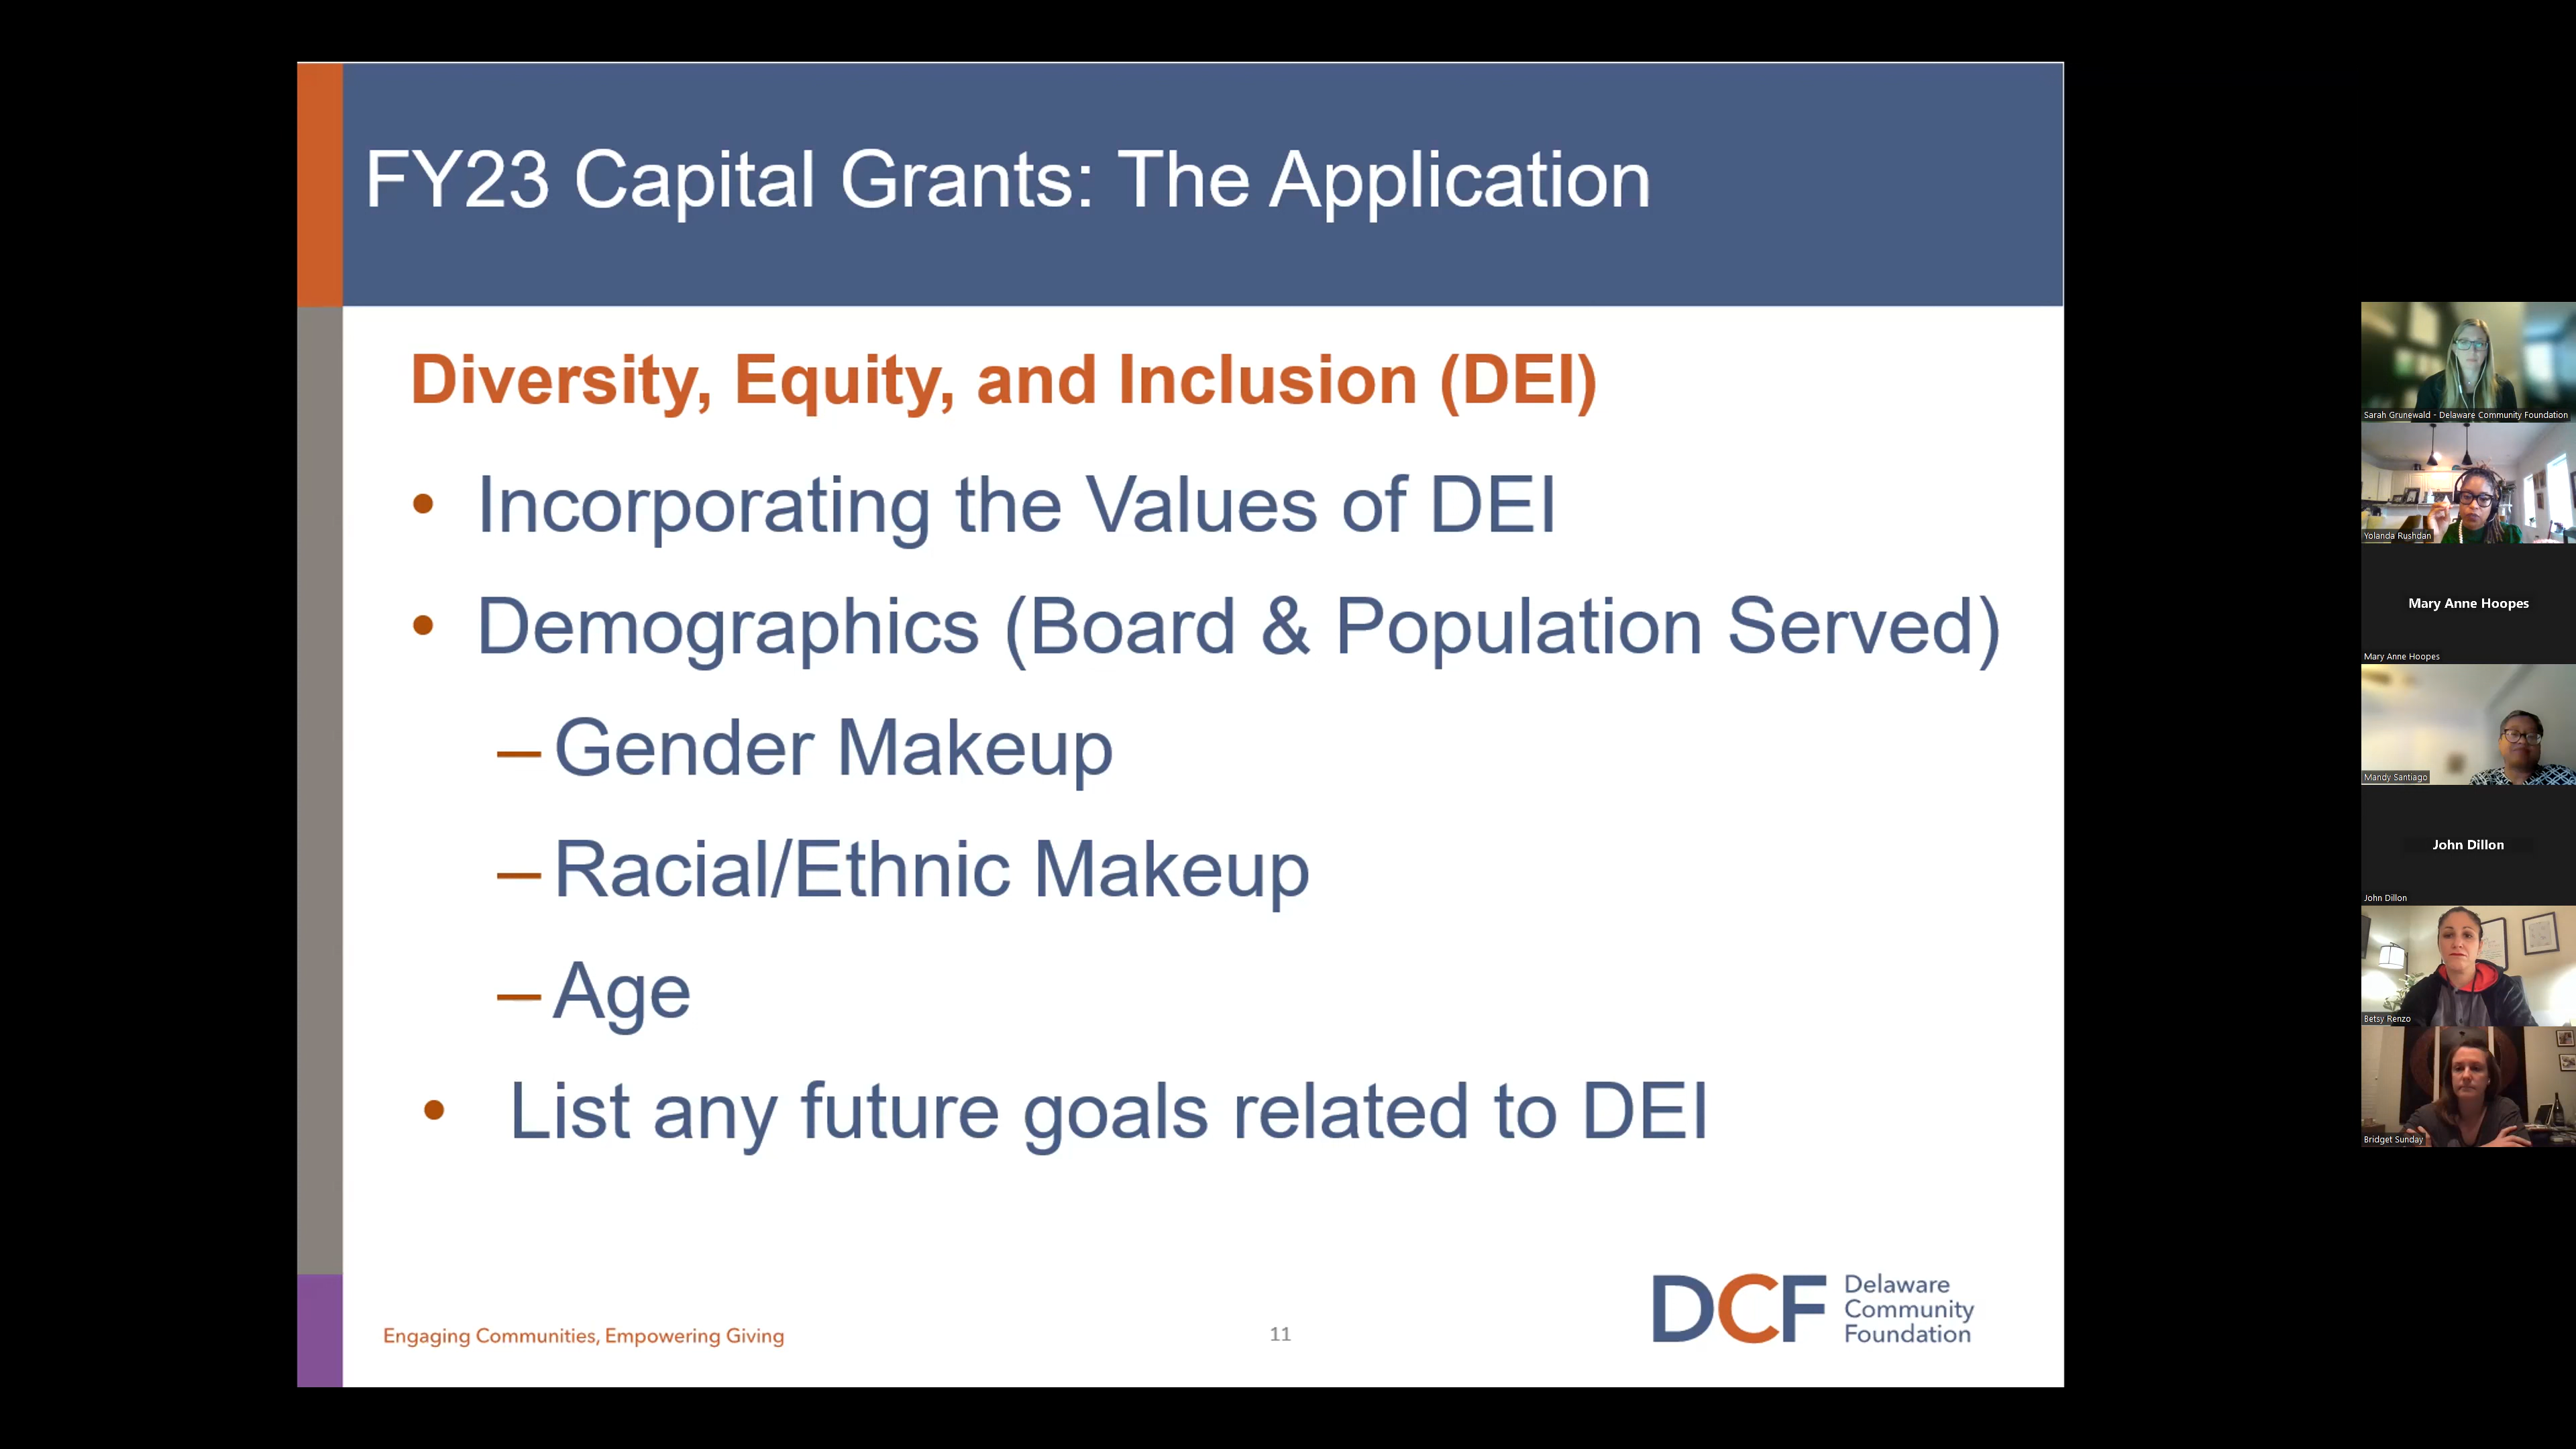 FY23 Capital Grants: The Application
Diversity, Equity, and Inclusion (DEI)
• Incorporating the Values of DEI
• Demographics (Board & Population Served)
– Gender Makeup
– Racial/Ethnic Makeup
– Age
• List any future goals related to DEI
Engaging Communities, Empowering Giving
11
DCF
Delaware
Community
Foundation
Sarah Grunewald - Delaware Community Foundation
Yolanda Rushdan
Mary Anne Hoopes
Mary Anne Hoopes
Mandy Santiago
John Dillon
John Dillon
Betsy Renzo
Bridget Sunday